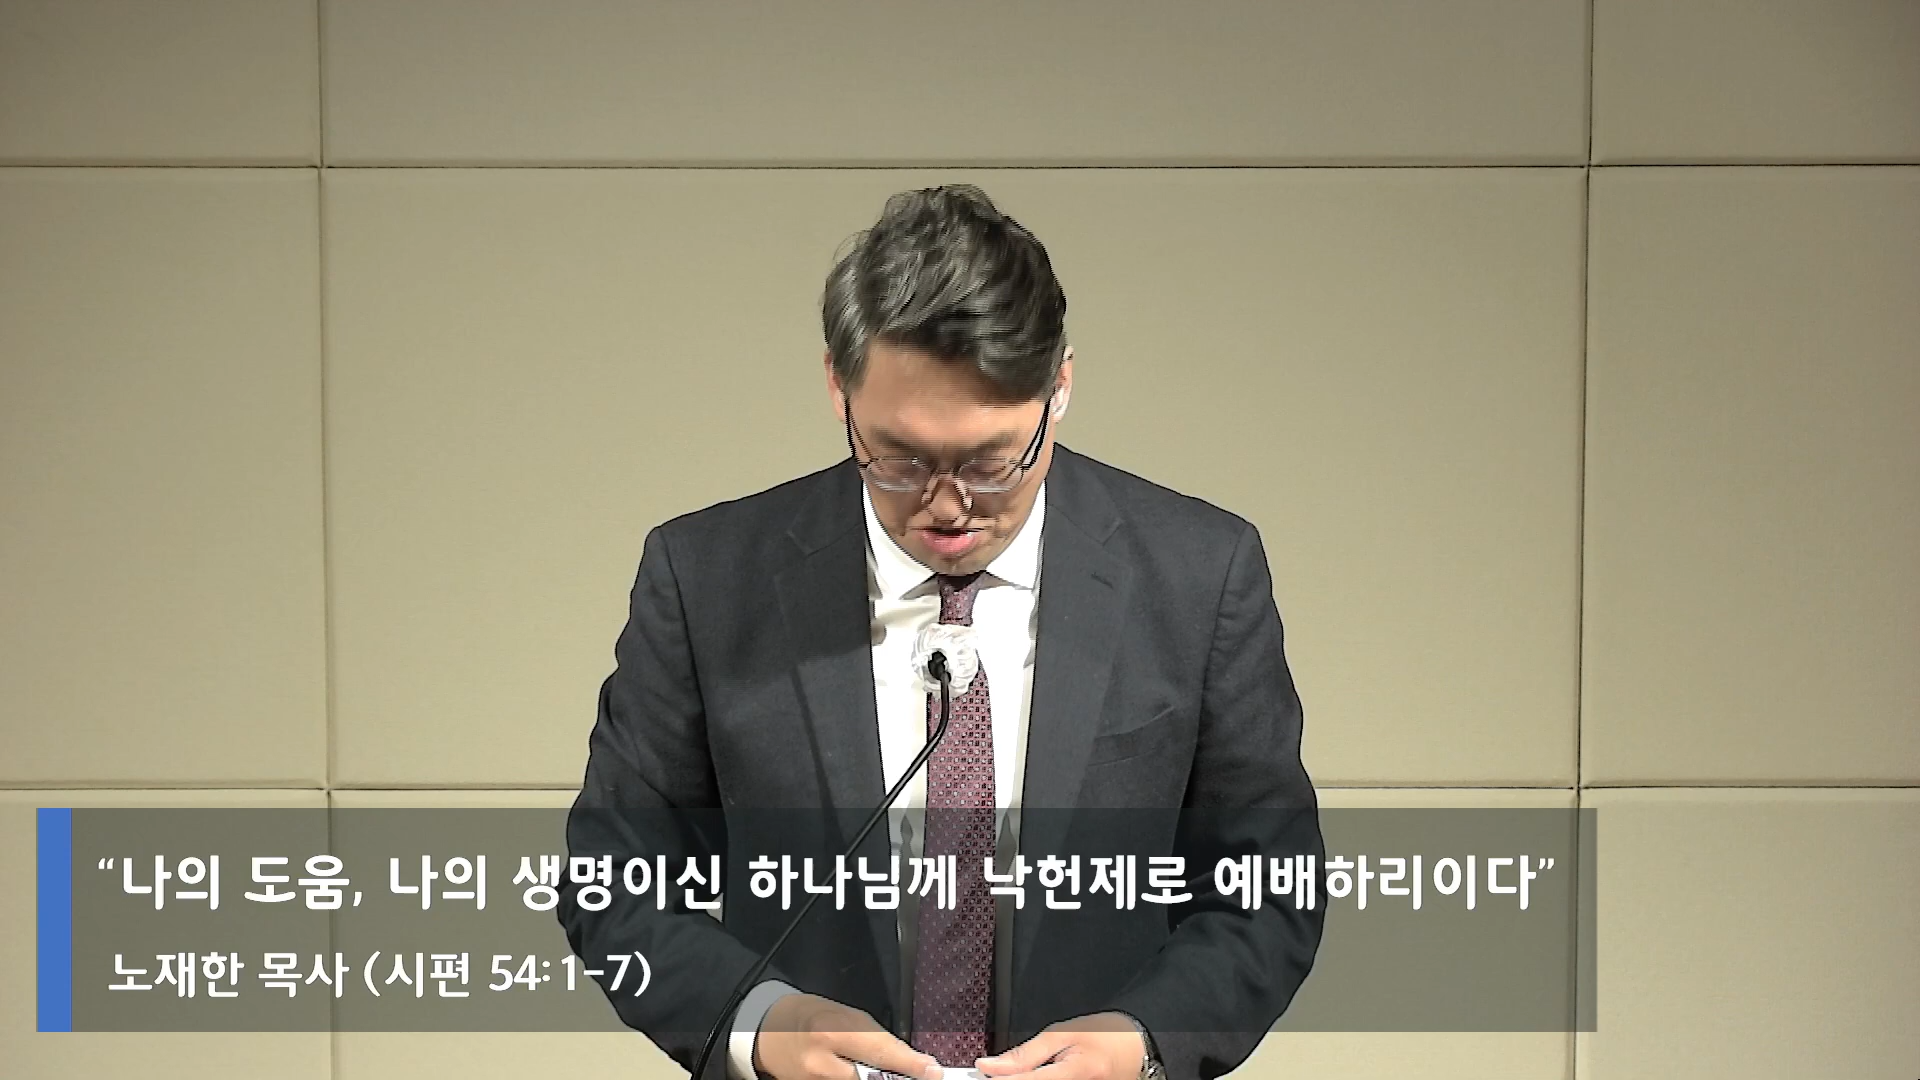 “나의 도움, 나의 생명이신 하나님께 낙헌제로 예배하리이다”
노재한 목사 (시편 54:1-7)